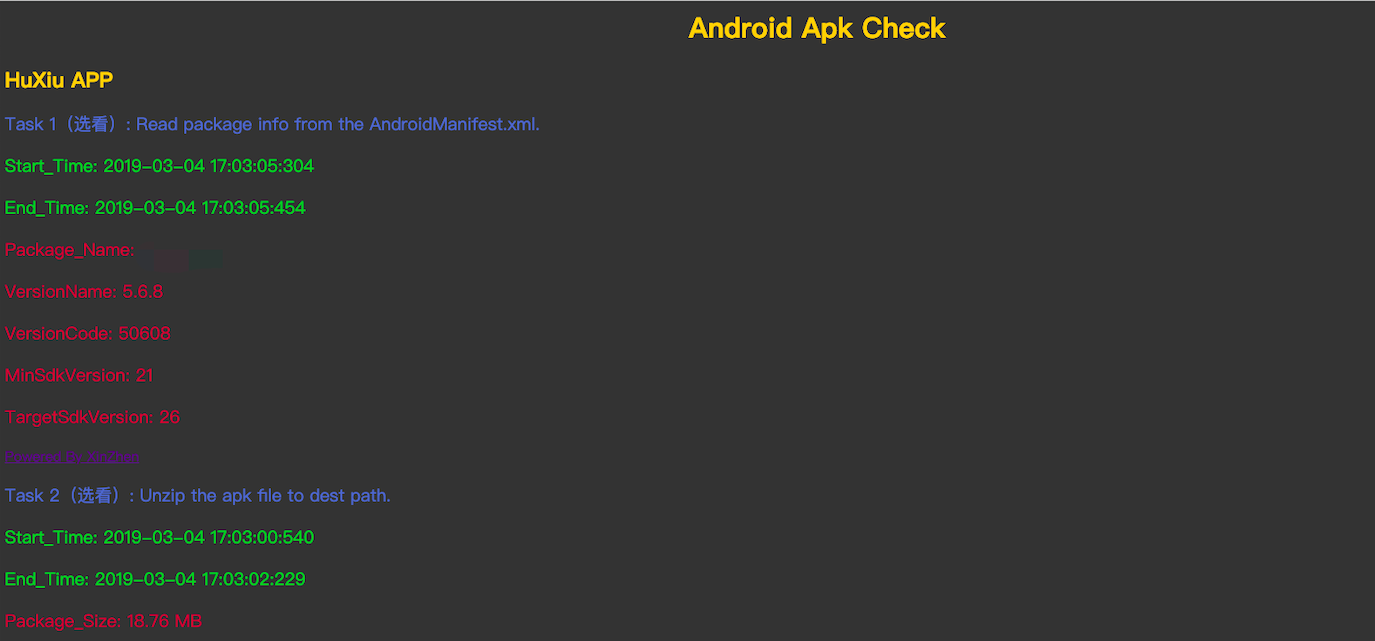 Android Apk Check
HuXiu APP
Task 1（选看）: Read package info from the AndroidManifest.xml.
Start_Time: 2019-03-04 17:03:05:304
End_Time: 2019-03-04 17:03:05:454
Package_Name:
VersionName: 5.6.8
VersionCode: 50608
MinSdkVersion: 21
TargetSdkVersion: 26
Powered By
Task 2（选看）: Unzip the apk file to dest path.
Start_Time: 2019-03-04 17:03:00:540
End_Time: 2019-03-04 17:03:02:229
Package_Size: 18.76 MB